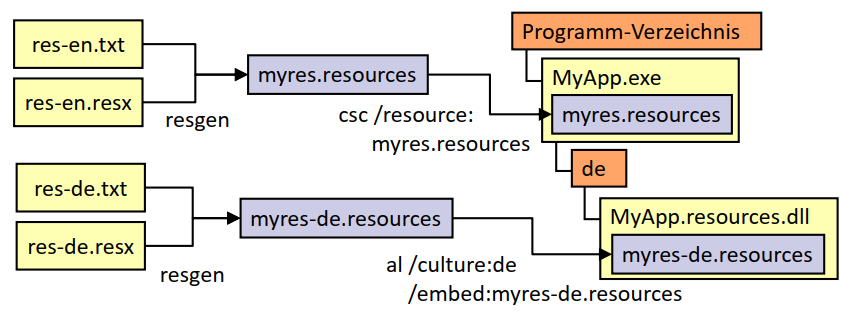 res-en.txt
res-en.resx
resgen
myres.resources
csc /resource:
myres.resources
Programm-Verzeichnis
MyApp.exe
myres.resources
de
res-de.txt
res-de.resx
resgen
myres-de.resources
al /culture:de
/embed:myres-de.resources
MyApp.resources.dll
myres-de.resources